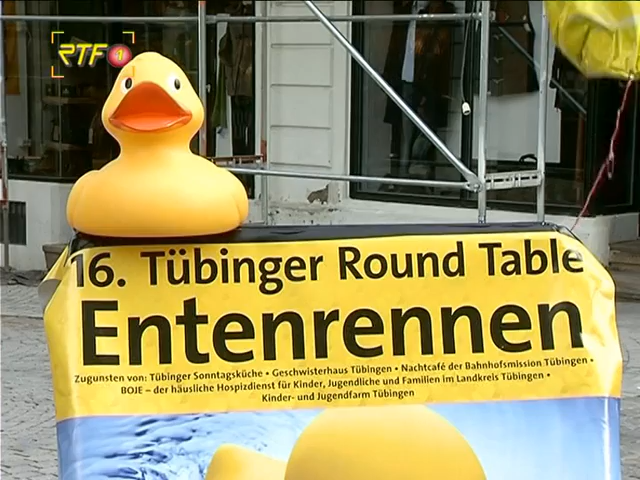 RTF 1
16. Tübinger Round Table
Entenrennen
Zugunsten von: Tübinger Sonntagsküche • Geschwisterhaus Tübingen • Nachtcafé der Bahnhofsmission Tübingen •
BOJE – der häusliche Hospizdienst für Kinder, Jugendliche und Familien im Landkreis Tübingen •
Kinder- und Jugendfarm Tübingen